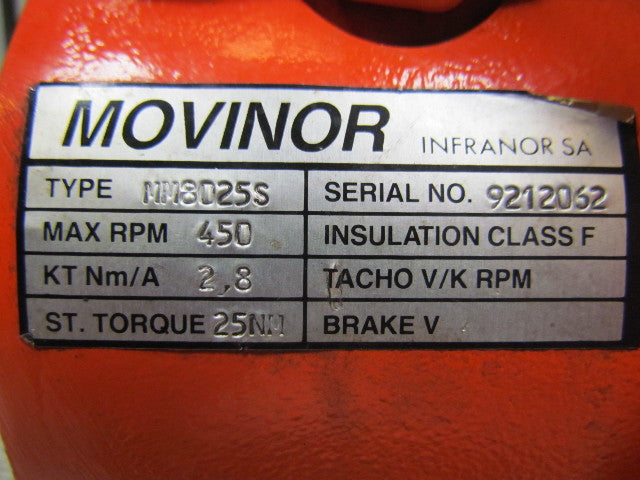 MOVINOR INFRANOR SA
TYPE MM8025S SERIAL NO. 9212062
MAX RPM 450 INSULATION CLASS F
KT Nm/A 2,8 TACHO V/K RPM
ST. TORQUE 25NM BRAKE V